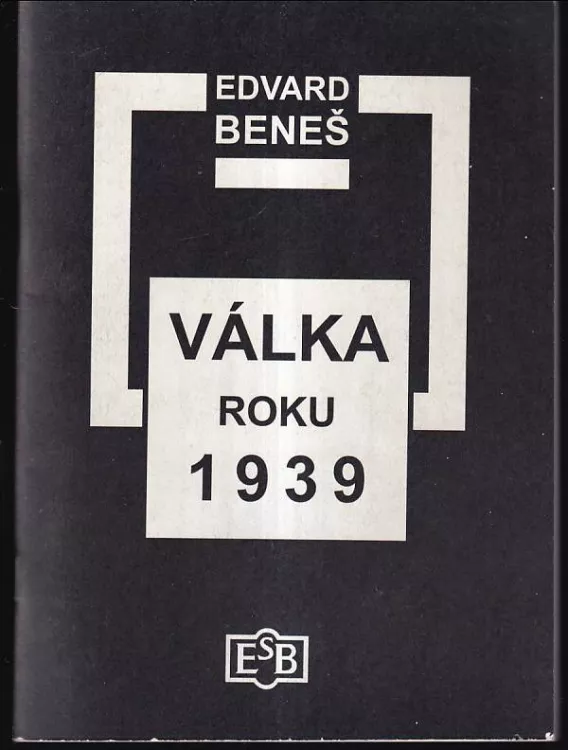 EDVARD
BENEŠ
VÁLKA
ROKU
1939
ESB